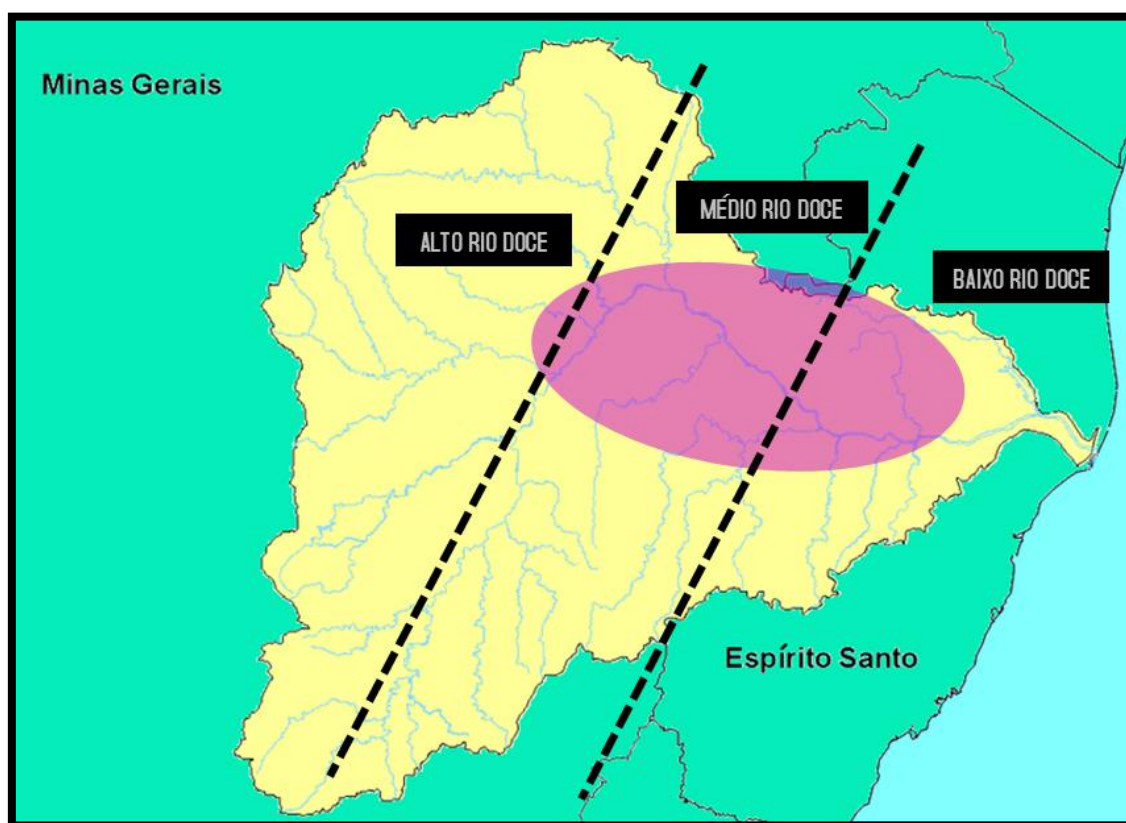 Minas Gerais
MÉDIO RIO DOCE
ALTO RIO DOCE
BAIXO RIO DOCE
Espírito Santo